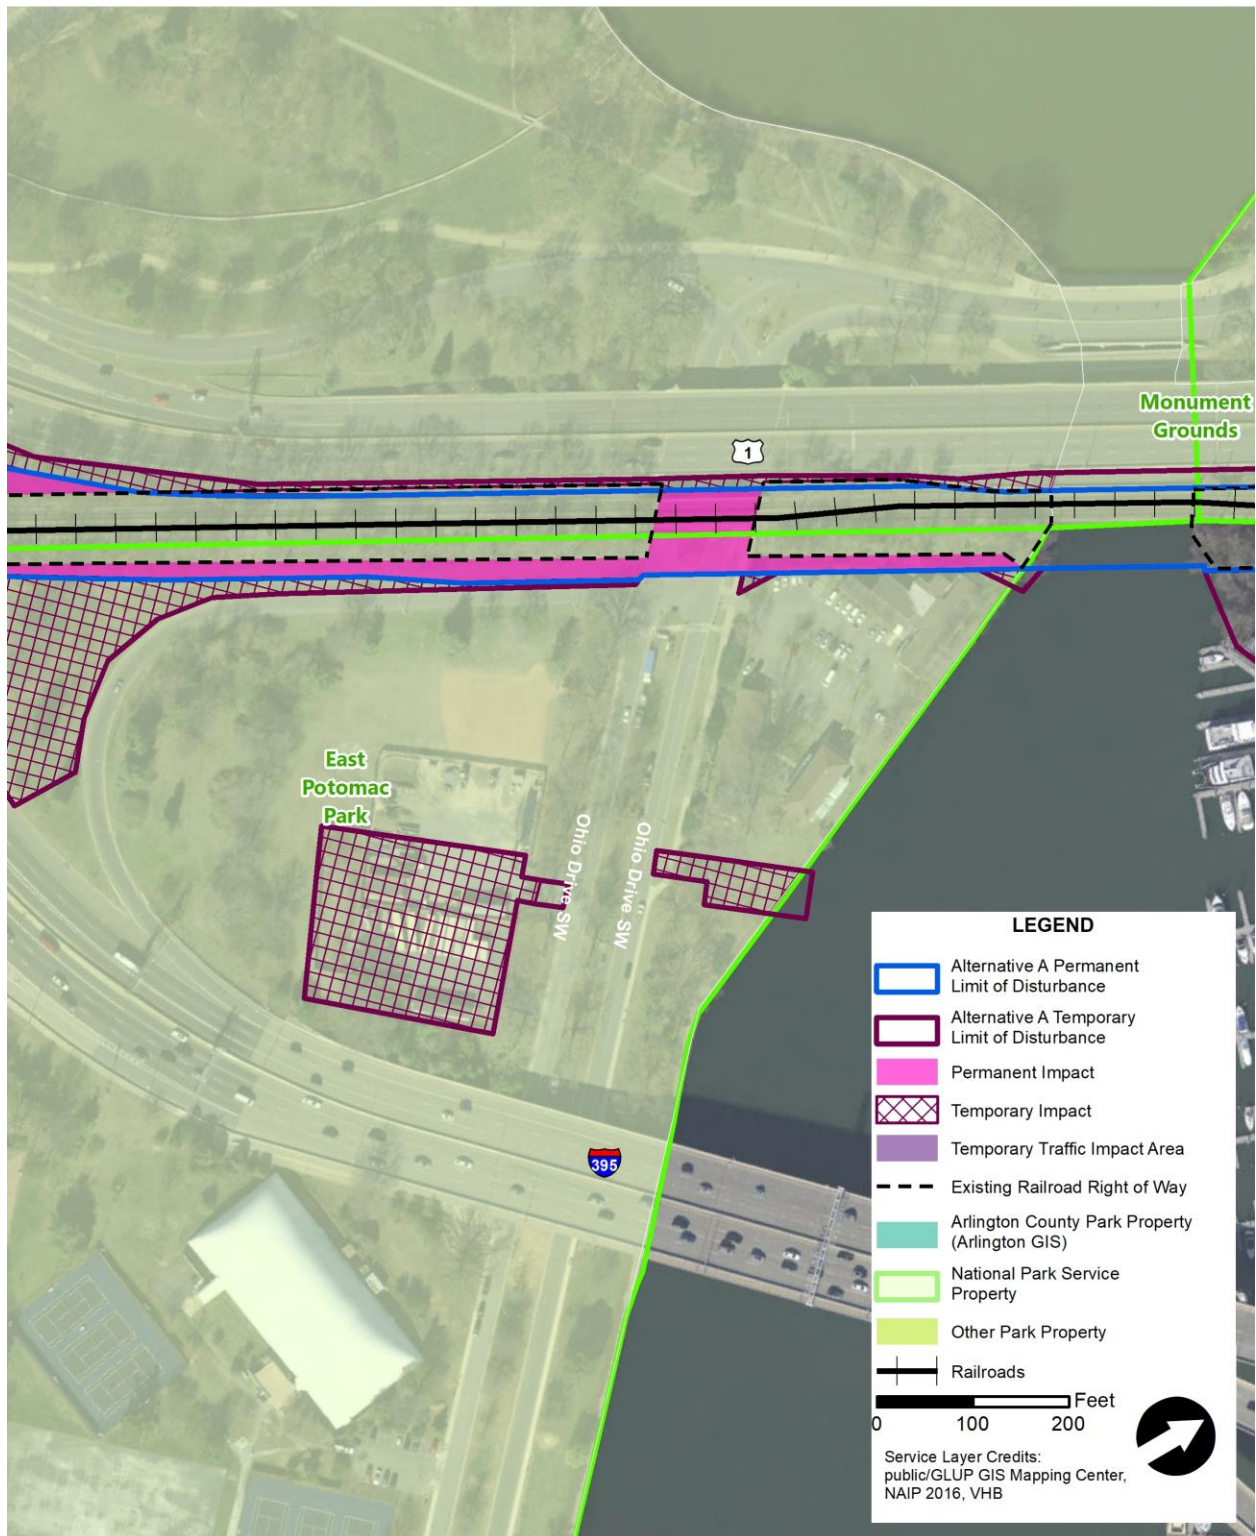 Monument
Grounds
1
East
Potomac
Park
Ohio Drive SW
Ohio Drive SW
395
LEGEND
Alternative A Permanent
Limit of Disturbance
Alternative A Temporary
Limit of Disturbance
Permanent Impact
Temporary Impact
Temporary Traffic Impact Area
Existing Railroad Right of Way
Arlington County Park Property
(Arlington GIS)
National Park Service
Property
Other Park Property
Railroads
Feet
0 100 200
Service Layer Credits:
public/GLUP GIS Mapping Center,
NAIP 2016, VHB